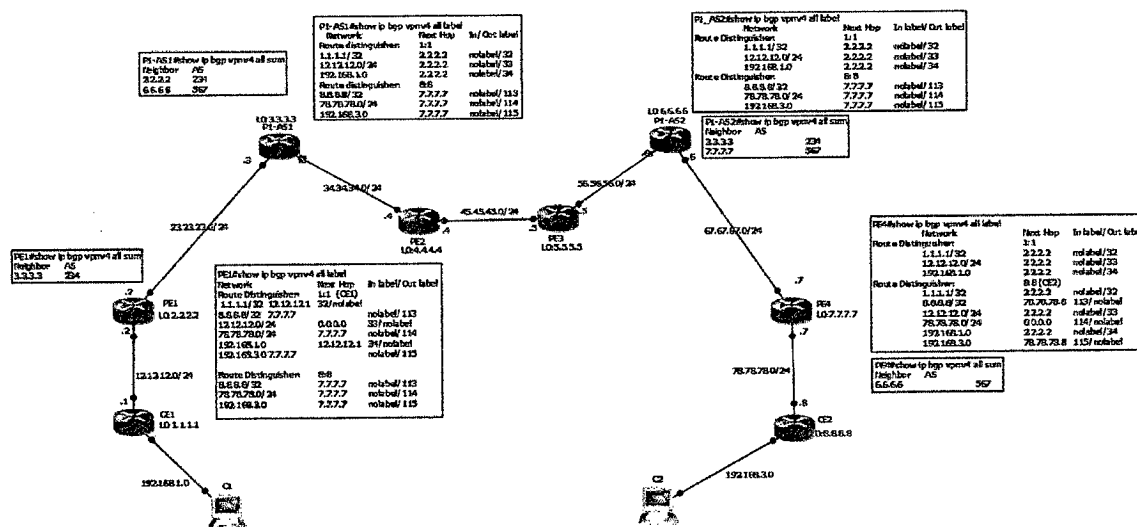 P1-AS1#show ip bgp vpnv4 all label
Network Next Hop In label/ Out label
Route distinguisher: 1:1
1.1.1.1/32 2.2.2.2 nolabel/32
12.12.12.0/24 2.2.2.2 nolabel/33
192.168.1.0 2.2.2.2 nolabel/34
Route distinguisher: 8:8
8.8.8.8/32 7.7.7.7 nolabel/113
78.78.78.0/24 7.7.7.7 nolabel/114
192.168.3.0 7.7.7.7 nolabel/115
P1_AS2#show ip bgp vpnv4 all label
Network Next Hop In label/ Out label
Route Distinguisher: 1:1
1.1.1.1/32 2.2.2.2 nolabel/32
12.12.12.0/24 2.2.2.2 nolabel/33
192.168.1.0 2.2.2.2 nolabel/34
Route Distinguisher: 8:8
8.8.8.8/32 7.7.7.7 nolabel/113
78.78.78.0/24 7.7.7.7 nolabel/114
192.168.3.0 7.7.7.7 nolabel/115
P1-AS1#show ip bgp vpnv4 all sum
Neighbor AS
2.2.2.2 234
6.6.6.6 567
LO:3.3.3.3
P1-AS1
.3
LO:6.6.6.6
P1-AS2
.6
P1-AS2#show ip bgp vpnv4 all sum
Neighbor AS
3.3.3.3 234
7.7.7.7 567
34.34.34.0/24
56.56.56.0/24
23.23.23.0/24
.4
PE2
LO:4.4.4.4
.4
45.45.45.0/24
.5
PE3
LO:5.5.5.5
.5
67.67.67.0/24
PE1#show ip bgp vpnv4 all sum
Neighbor AS
3.3.3.3 234
.2
PE1
LO:2.2.2.2
.2
PE1#show ip bgp vpnv4 all label
Network Next Hop In label/ Out label
Route Distinguisher: 1:1 (CE1)
1.1.1.1/32 12.12.12.1 32/nolabel
8.8.8.8/32 7.7.7.7 nolabel/113
12.12.12.0/24 0.0.0.0 33/nolabel
78.78.78.0/24 7.7.7.7 nolabel/114
192.168.1.0 12.12.12.1 34/nolabel
192.168.3.0 7.7.7.7 nolabel/115
Route Distinguisher: 8:8
8.8.8.8/32 7.7.7.7 nolabel/113
78.78.78.0/24 7.7.7.7 nolabel/114
192.168.3.0 7.7.7.7 nolabel/115
PE4#show ip bgp vpnv4 all label
Network Next Hop In label/ Out label
Route Distinguisher: 1:1
1.1.1.1/32 2.2.2.2 nolabel/32
12.12.12.0/24 2.2.2.2 nolabel/33
192.168.1.0 2.2.2.2 nolabel/34
Route Distinguisher: 8:8 (CE2)
1.1.1.1/32 2.2.2.2 nolabel/32
8.8.8.8/32 78.78.78.8 113/nolabel
12.12.12.0/24 2.2.2.2 nolabel/33
78.78.78.0/24 0.0.0.0 114/nolabel
192.168.1.0 2.2.2.2 nolabel/34
192.168.3.0 78.78.78.8 115/nolabel
.7
PE4
LO:7.7.7.7
.7
PE4#show ip bgp vpnv4 all sum
Neighbor AS
6.6.6.6 567
12.12.12.0/24
78.78.78.0/24
.1
CE1
LO:1.1.1.1
.8
CE2
LO:8.8.8.8
192.168.1.0
C1
C2
192.168.3.0